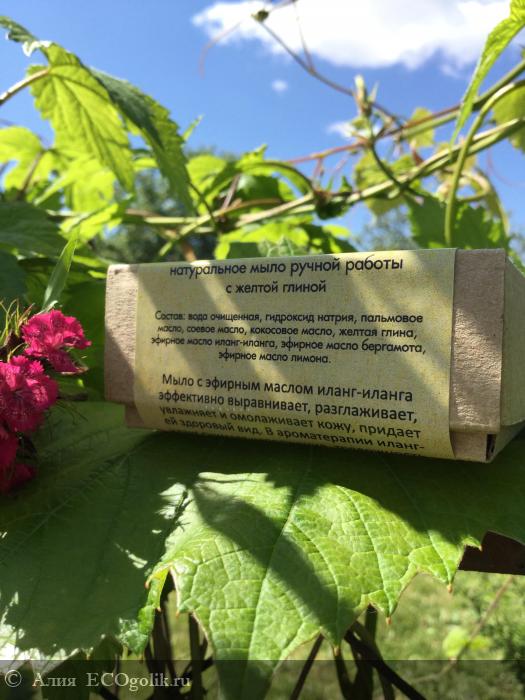 натуральное мыло ручной работы
с желтой глиной
Состав: вода очищенная, гидроксид натрия, пальмовое
масло, соевое масло, кокосовое масло, желтая глина,
эфирное масло иланг-иланга, эфирное масло бергамота,
эфирное масло лимона.
Мыло с эфирным маслом иланг-иланга
эффективно выравнивает, разглаживает,
увлажняет и омолаживает кожу, придает
ей здоровый вид. В ароматерапии иланг-
© Алия ECOgolik.ru